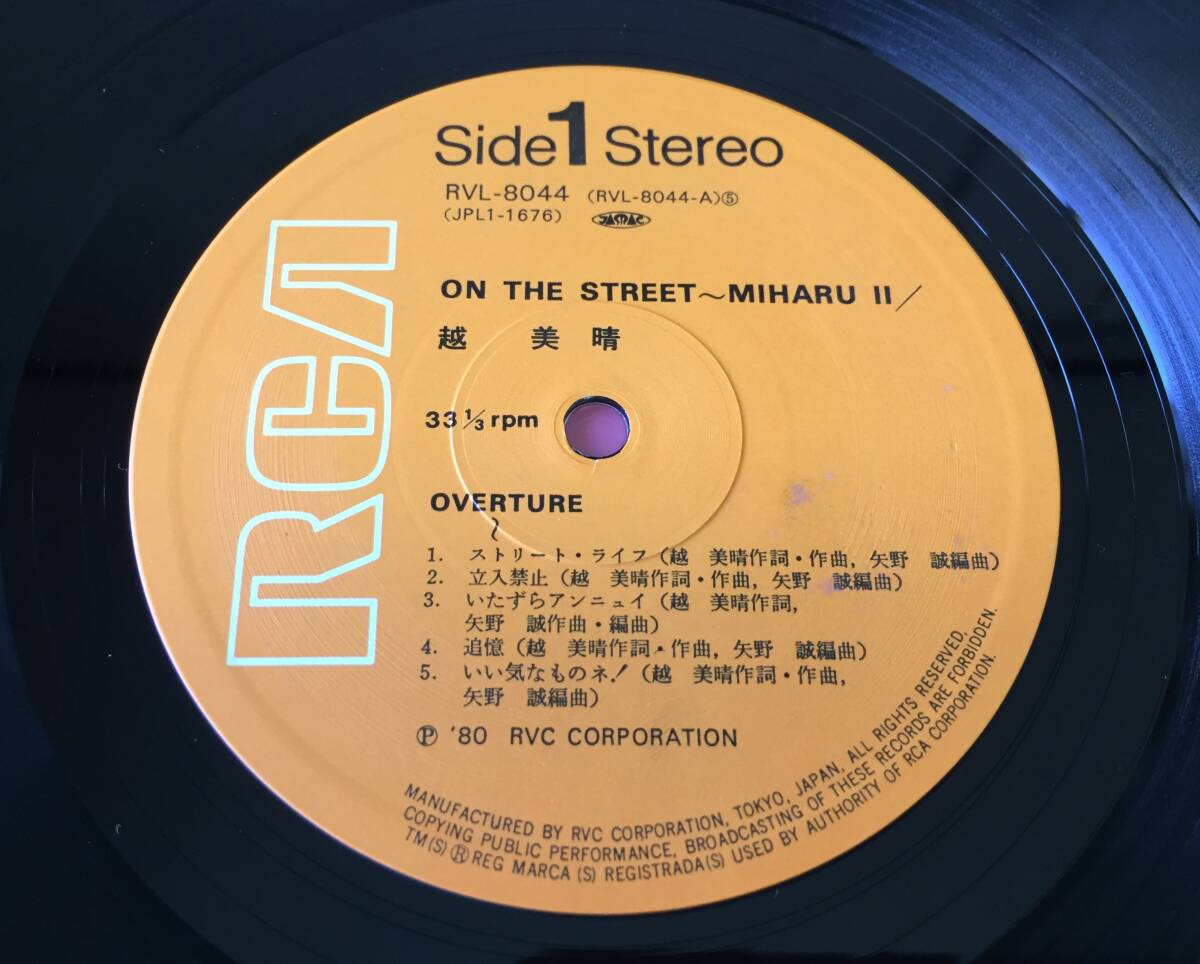 Side 1 Stereo
RVL-8044 (RVL-8044-A)⑤
(JPL1-1676) JASRAC
RCA
ON THE STREET～MIHARU II／
越 美晴
33 1/3 rpm
OVERTURE
〜
1. ストリート・ライフ（越 美晴作詞・作曲, 矢野 誠編曲）
2. 立入禁止（越 美晴作詞・作曲, 矢野 誠編曲）
3. いたずらアンニュイ（越 美晴作詞,
矢野 誠作曲・編曲）
4. 追憶（越 美晴作詞・作曲, 矢野 誠編曲）
5. いい気なものネ！（越 美晴作詞・作曲,
矢野 誠編曲）
Ⓟ '80 RVC CORPORATION
MANUFACTURED BY RVC CORPORATION, TOKYO, JAPAN, ALL RIGHTS RESERVED,
COPYING PUBLIC PERFORMANCE, BROADCASTING OF THESE RECORDS ARE FORBIDDEN.
TM(S) ® REG MARCA (S) REGISTRADA(S) USED BY AUTHORITY OF RCA CORPORATION.